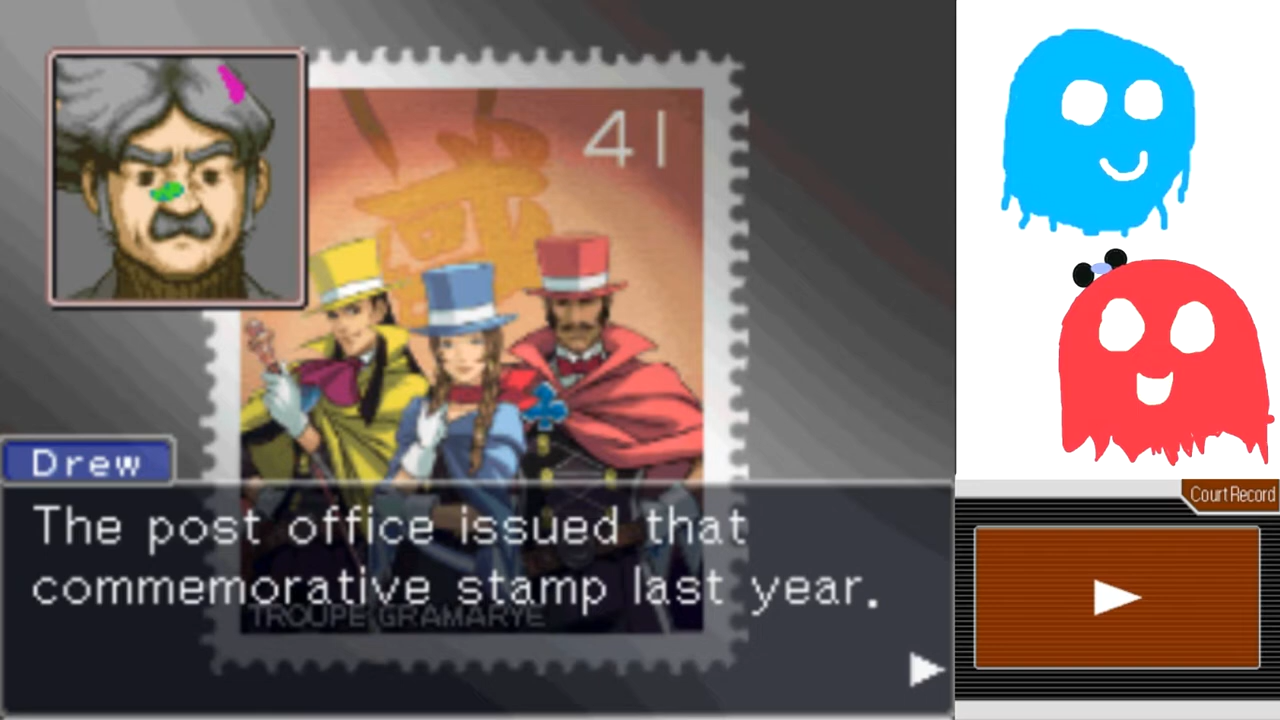 41
Drew
The post office issued that
commemorative stamp last year.
TROUPE GRAMARYE
Court Record